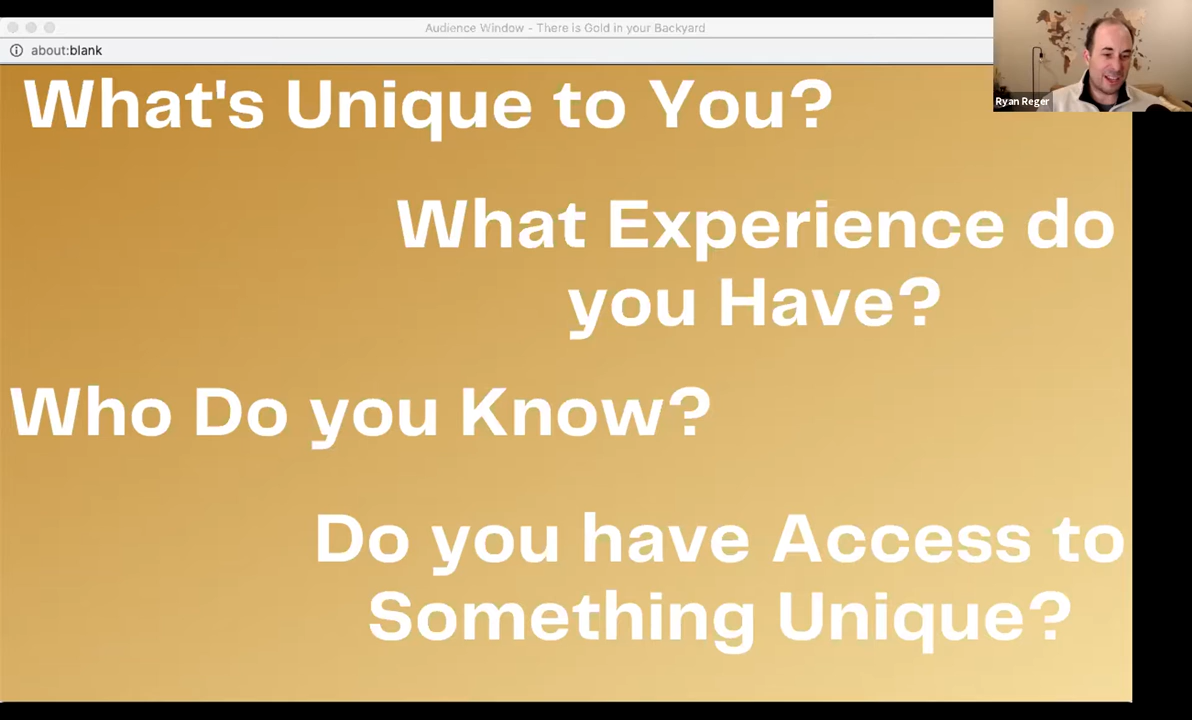 Audience Window - There is Gold in your Backyard
about:blank
Ryan Reger
What's Unique to You?
What Experience do
you Have?
Who Do you Know?
Do you have Access to
Something Unique?